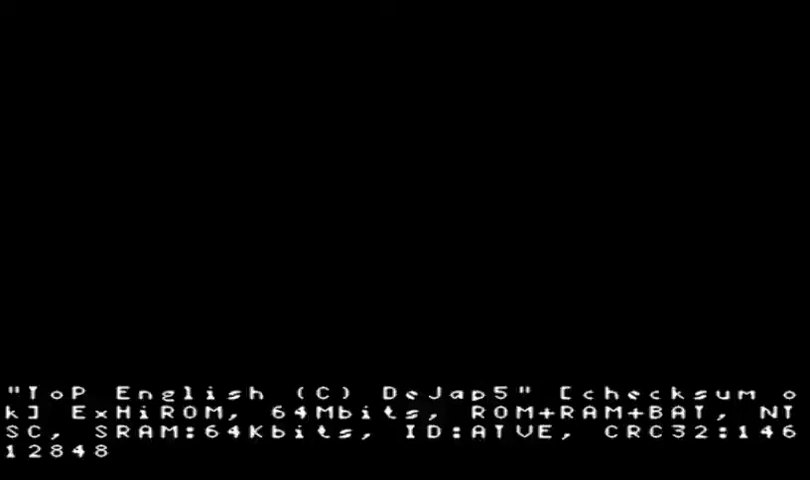 "ToP English (C) DeJap5" [checksum o
k] ExHiROM, 64Mbits, ROM+RAM+BAT, NT
SC, SRAM:64Kbits, ID:ATVE, CRC32:146
12848